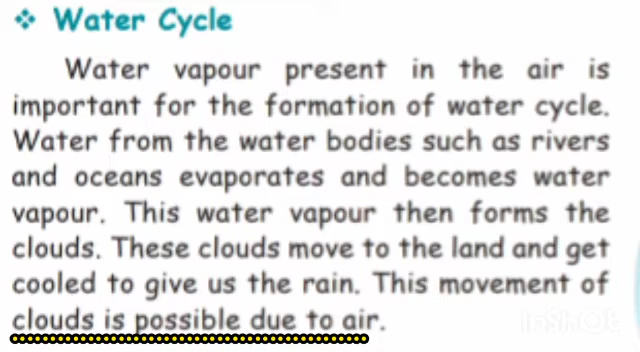 ❖ Water Cycle
Water vapour present in the air is
important for the formation of water cycle.
Water from the water bodies such as rivers
and oceans evaporates and becomes water
vapour. This water vapour then forms the
clouds. These clouds move to the land and get
cooled to give us the rain. This movement of
clouds is possible due to air.
InShOt